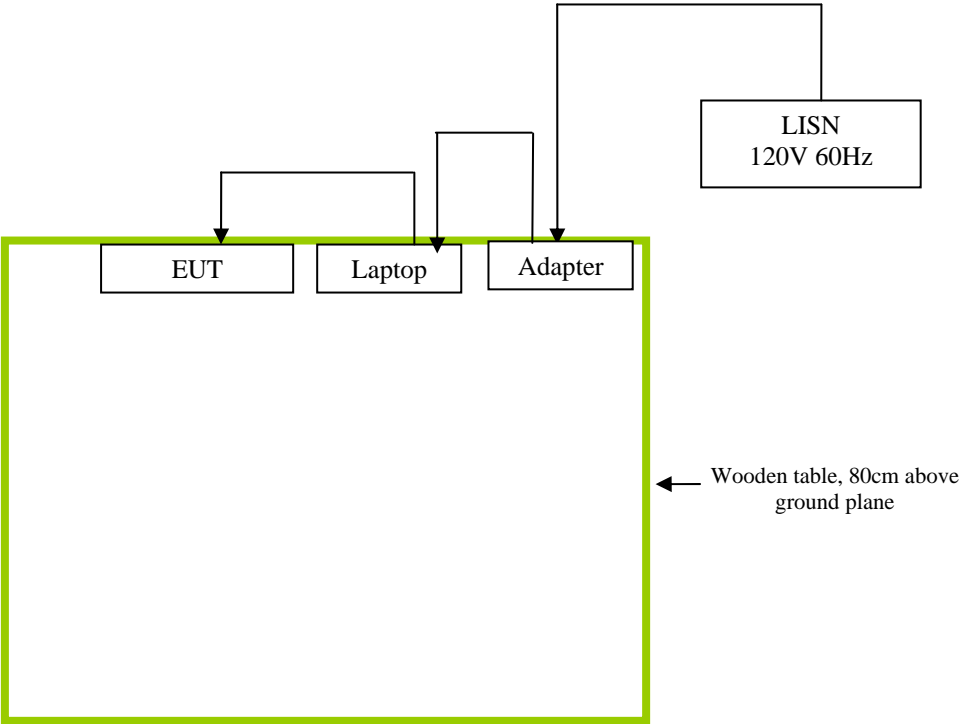 LISN
120V 60Hz
EUT
Laptop
Adapter
Wooden table, 80cm above
ground plane